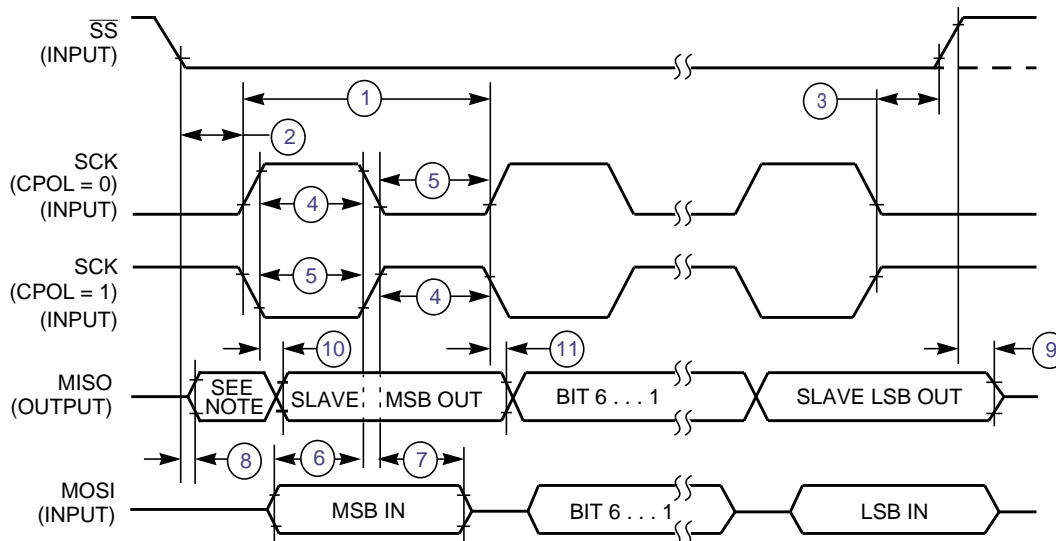 SS
(INPUT)
1
3
2
SCK
(CPOL = 0)
(INPUT)
5
4
SCK
(CPOL = 1)
(INPUT)
5
4
10
11
9
MISO
(OUTPUT)
SEE
NOTE
SLAVE
MSB OUT
BIT 6 . . . 1
SLAVE LSB OUT
8
6
7
MOSI
(INPUT)
MSB IN
BIT 6 . . . 1
LSB IN